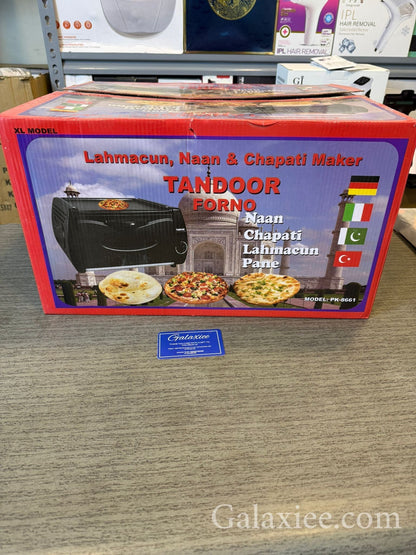 IPL
HAIR REMOVAL
IPL
HAIR REMOVAL
XL MODEL
Lahmacun, Naan & Chapati Maker
TANDOOR
FORNO
Naan
Chapati
Lahmacun
Pane
MODEL: PK-8661
Galaxiee
Galaxiee.com